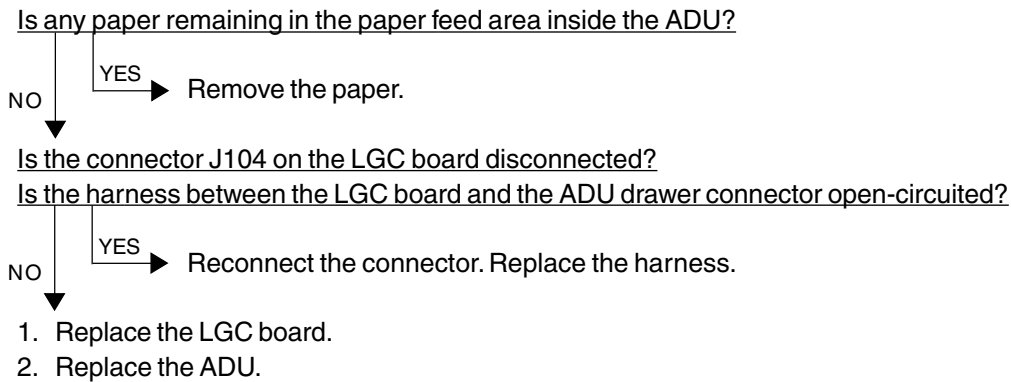 Is any paper remaining in the paper feed area inside the ADU?
YES
Remove the paper.
NO
Is the connector J104 on the LGC board disconnected?
Is the harness between the LGC board and the ADU drawer connector open-circuited?
YES
Reconnect the connector. Replace the harness.
NO
1. Replace the LGC board.
2. Replace the ADU.